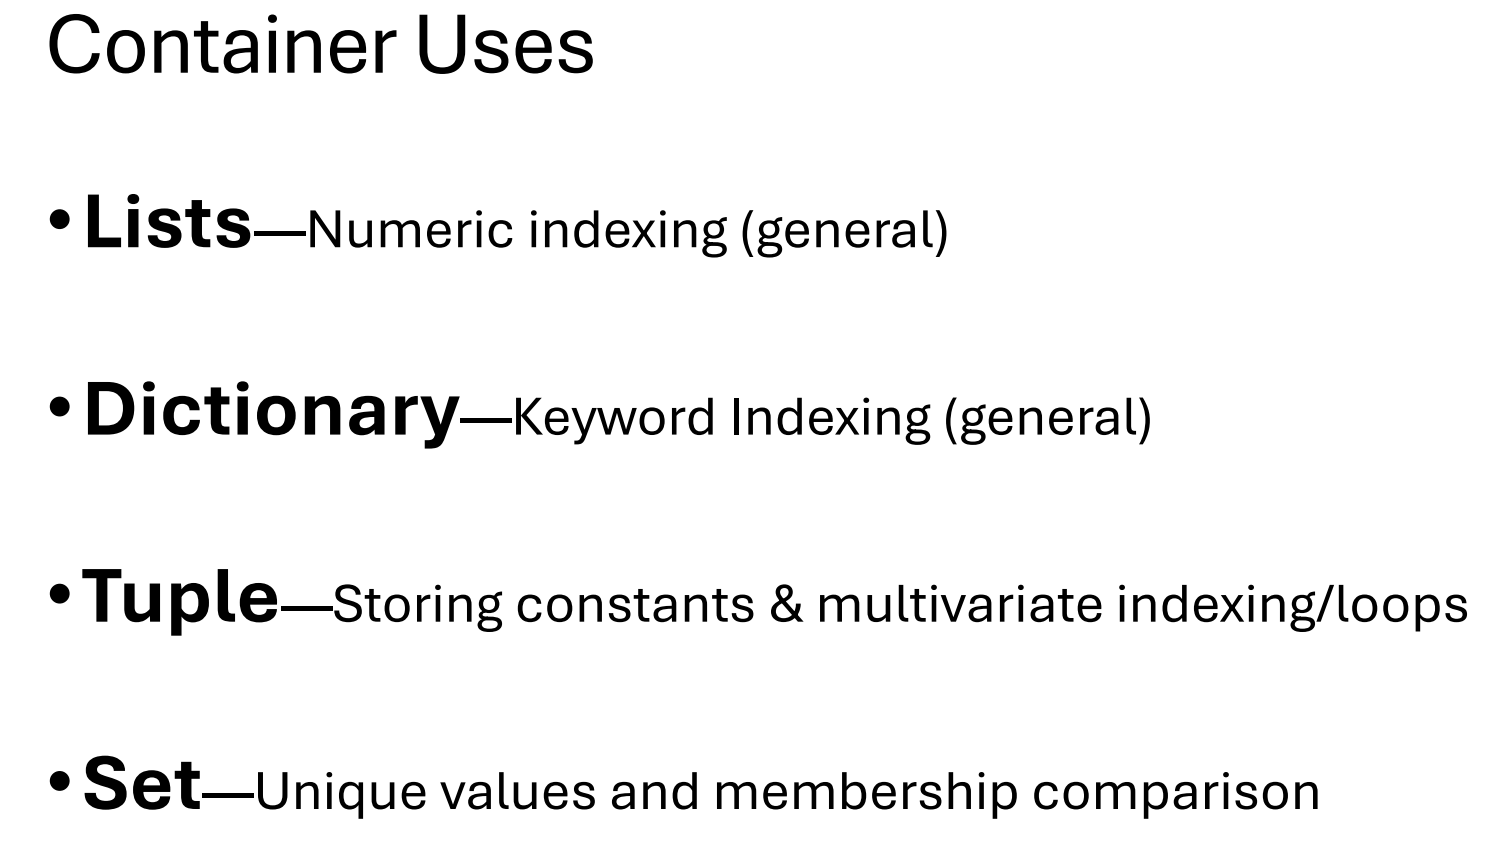 Container Uses
• Lists—Numeric indexing (general)
• Dictionary—Keyword Indexing (general)
• Tuple—Storing constants & multivariate indexing/loops
• Set—Unique values and membership comparison